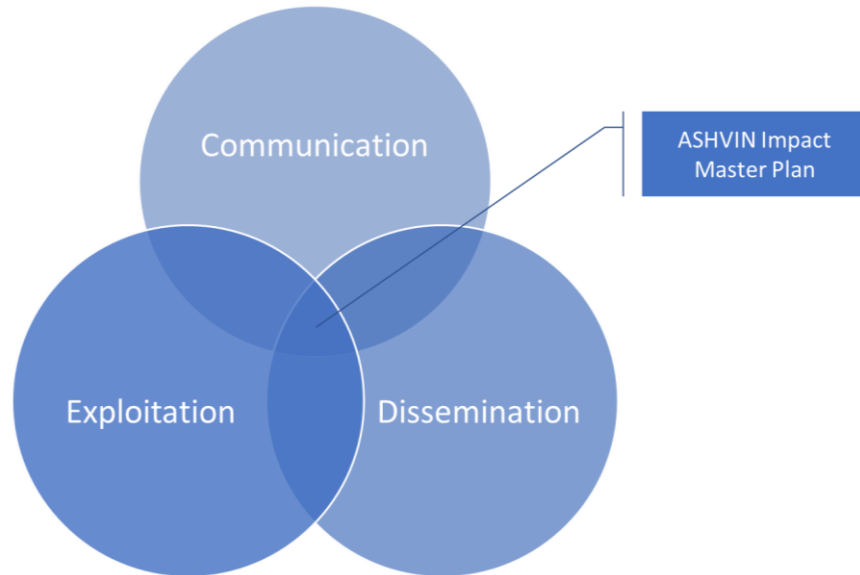 Communication
ASHVIN Impact
Master Plan
Exploitation
Dissemination